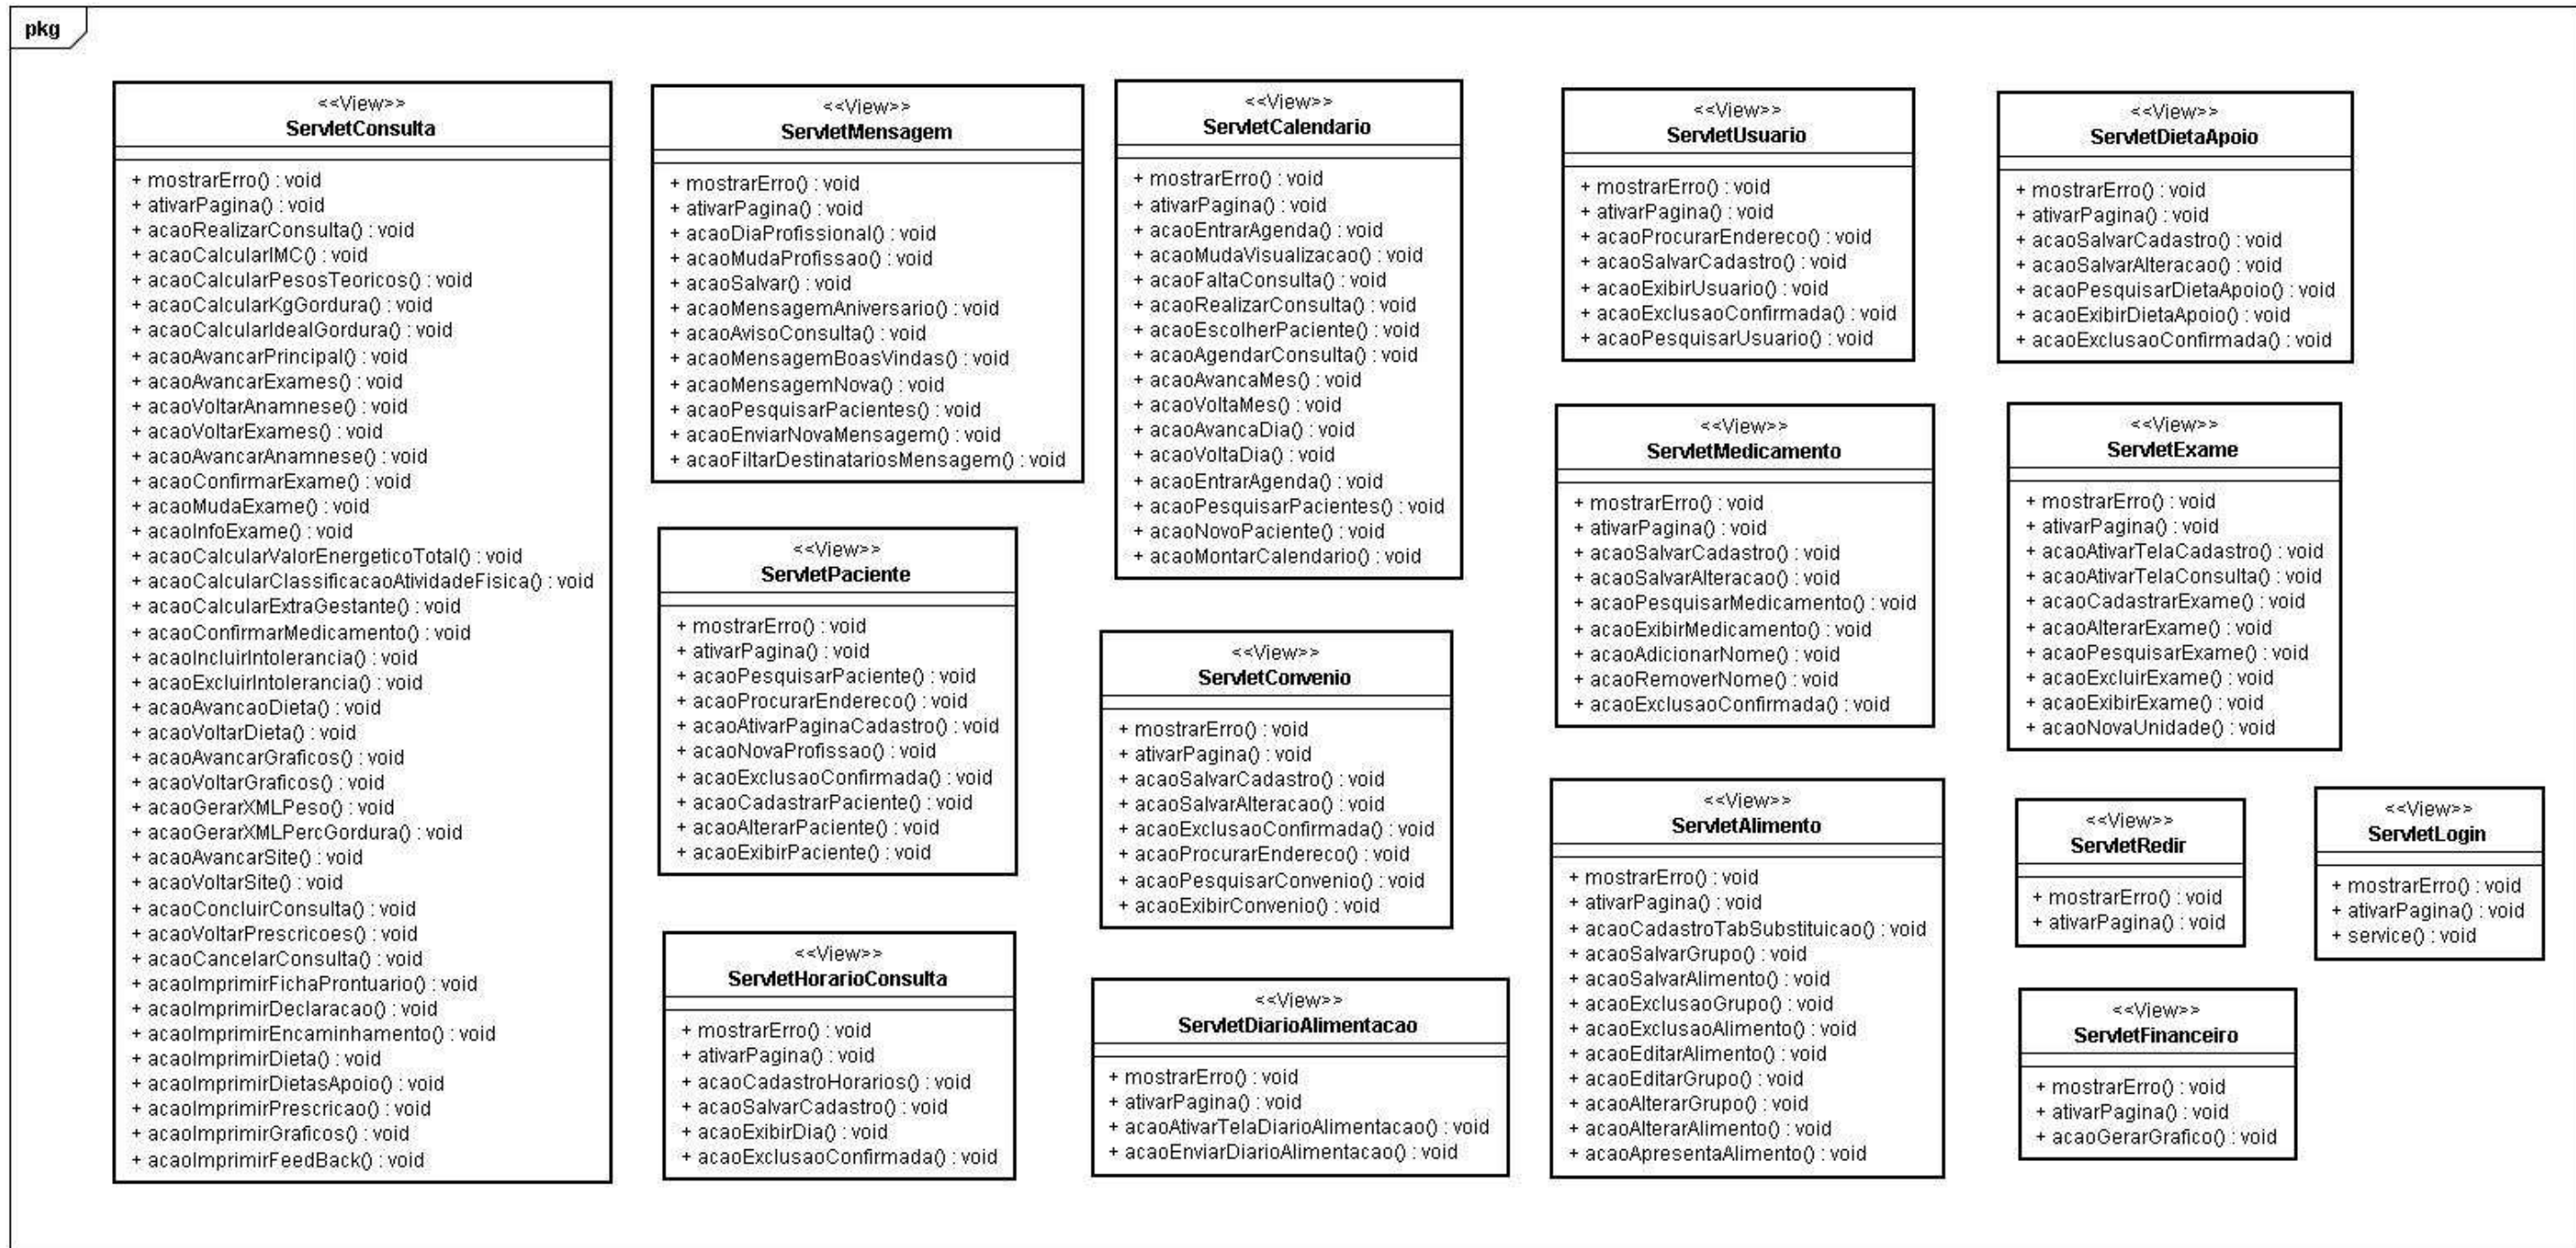 pkg
<<View>>
ServletConsulta
+ mostrarErro() : void
+ ativarPagina() : void
+ acaoRealizarConsulta() : void
+ acaoCalcularIMC() : void
+ acaoCalcularPesosTeoricos() : void
+ acaoCalcularKgGordura() : void
+ acaoCalcularIdealGordura() : void
+ acaoAvancarPrincipal() : void
+ acaoAvancarExames() : void
+ acaoVoltarAnamnese() : void
+ acaoVoltarExames() : void
+ acaoAvancarAnamnese() : void
+ acaoConfirmarExame() : void
+ acaoMudaExame() : void
+ acaoInfoExame() : void
+ acaoCalcularValorEnergeticoTotal() : void
+ acaoCalcularClassificacaoAtividadeFisica() : void
+ acaoCalcularExtraGestante() : void
+ acaoConfirmarMedicamento() : void
+ acaoIncluirIntolerancia() : void
+ acaoExcluirIntolerancia() : void
+ acaoAvancaoDieta() : void
+ acaoVoltarDieta() : void
+ acaoAvancarGraficos() : void
+ acaoVoltarGraficos() : void
+ acaoGerarXMLPeso() : void
+ acaoGerarXMLPercGordura() : void
+ acaoAvancarSite() : void
+ acaoVoltarSite() : void
+ acaoConcluirConsulta() : void
+ acaoVoltarPrescricoes() : void
+ acaoCancelarConsulta() : void
+ acaoImprimirFichaProntuario() : void
+ acaoImprimirDeclaracao() : void
+ acaoImprimirEncaminhamento() : void
+ acaoImprimirDieta() : void
+ acaoImprimirDietasApoio() : void
+ acaoImprimirPrescricao() : void
+ acaoImprimirGraficos() : void
+ acaoImprimirFeedBack() : void
<<View>>
ServletMensagem
+ mostrarErro() : void
+ ativarPagina() : void
+ acaoDiaProfissional() : void
+ acaoMudaProfissao() : void
+ acaoSalvar() : void
+ acaoMensagemAniversario() : void
+ acaoAvisoConsulta() : void
+ acaoMensagemBoasVindas() : void
+ acaoMensagemNova() : void
+ acaoPesquisarPacientes() : void
+ acaoEnviarNovaMensagem() : void
+ acaoFiltarDestinatariosMensagem() : void
<<View>>
ServletPaciente
+ mostrarErro() : void
+ ativarPagina() : void
+ acaoPesquisarPaciente() : void
+ acaoProcurarEndereco() : void
+ acaoAtivarPaginaCadastro() : void
+ acaoNovaProfissao() : void
+ acaoExclusaoConfirmada() : void
+ acaoCadastrarPaciente() : void
+ acaoAlterarPaciente() : void
+ acaoExibirPaciente() : void
<<View>>
ServletHorarioConsulta
+ mostrarErro() : void
+ ativarPagina() : void
+ acaoCadastroHorarios() : void
+ acaoSalvarCadastro() : void
+ acaoExibirDia() : void
+ acaoExclusaoConfirmada() : void
<<View>>
ServletCalendario
+ mostrarErro() : void
+ ativarPagina() : void
+ acaoEntrarAgenda() : void
+ acaoMudaVisualizacao() : void
+ acaoFaltaConsulta() : void
+ acaoRealizarConsulta() : void
+ acaoEscolherPaciente() : void
+ acaoAgendarConsulta() : void
+ acaoAvancaMes() : void
+ acaoVoltaMes() : void
+ acaoAvancaDia() : void
+ acaoVoltaDia() : void
+ acaoEntrarAgenda() : void
+ acaoPesquisarPacientes() : void
+ acaoNovoPaciente() : void
+ acaoMontarCalendario() : void
<<View>>
ServletConvenio
+ mostrarErro() : void
+ ativarPagina() : void
+ acaoSalvarCadastro() : void
+ acaoSalvarAlteracao() : void
+ acaoExclusaoConfirmada() : void
+ acaoProcurarEndereco() : void
+ acaoPesquisarConvenio() : void
+ acaoExibirConvenio() : void
<<View>>
ServletDiarioAlimentacao
+ mostrarErro() : void
+ ativarPagina() : void
+ acaoAtivarTelaDiarioAlimentacao() : void
+ acaoEnviarDiarioAlimentacao() : void
<<View>>
ServletUsuario
+ mostrarErro() : void
+ ativarPagina() : void
+ acaoProcurarEndereco() : void
+ acaoSalvarCadastro() : void
+ acaoExibirUsuario() : void
+ acaoExclusaoConfirmada() : void
+ acaoPesquisarUsuario() : void
<<View>>
ServletMedicamento
+ mostrarErro() : void
+ ativarPagina() : void
+ acaoSalvarCadastro() : void
+ acaoSalvarAlteracao() : void
+ acaoPesquisarMedicamento() : void
+ acaoExibirMedicamento() : void
+ acaoAdicionarNome() : void
+ acaoRemoverNome() : void
+ acaoExclusaoConfirmada() : void
<<View>>
ServletAlimento
+ mostrarErro() : void
+ ativarPagina() : void
+ acaoCadastroTabSubstituicao() : void
+ acaoSalvarGrupo() : void
+ acaoSalvarAlimento() : void
+ acaoExclusaoGrupo() : void
+ acaoExclusaoAlimento() : void
+ acaoEditarAlimento() : void
+ acaoEditarGrupo() : void
+ acaoAlterarGrupo() : void
+ acaoAlterarAlimento() : void
+ acaoApresentaAlimento() : void
<<View>>
ServletDietaApoio
+ mostrarErro() : void
+ ativarPagina() : void
+ acaoSalvarCadastro() : void
+ acaoSalvarAlteracao() : void
+ acaoPesquisarDietaApoio() : void
+ acaoExibirDietaApoio() : void
+ acaoExclusaoConfirmada() : void
<<View>>
ServletExame
+ mostrarErro() : void
+ ativarPagina() : void
+ acaoAtivarTelaCadastro() : void
+ acaoAtivarTelaConsulta() : void
+ acaoCadastrarExame() : void
+ acaoAlterarExame() : void
+ acaoPesquisarExame() : void
+ acaoExcluirExame() : void
+ acaoExibirExame() : void
+ acaoNovaUnidade() : void
<<View>>
ServletRedir
+ mostrarErro() : void
+ ativarPagina() : void
<<View>>
ServletLogin
+ mostrarErro() : void
+ ativarPagina() : void
+ service() : void
<<View>>
ServletFinanceiro
+ mostrarErro() : void
+ ativarPagina() : void
+ acaoGerarGrafico() : void